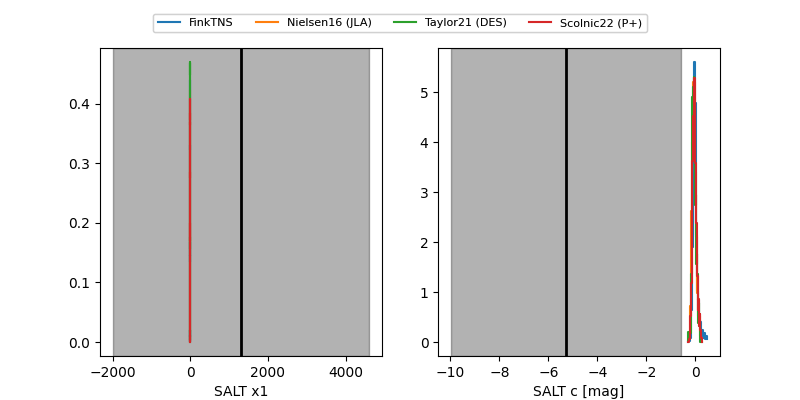 FinkTNS Nielsen16 (JLA) Taylor21 (DES) Scolnic22 (P+)
0.4
0.3
0.2
0.1
0.0
−2000 0 2000 4000
SALT x1
5
4
3
2
1
0
−10 −8 −6 −4 −2 0
SALT c [mag]